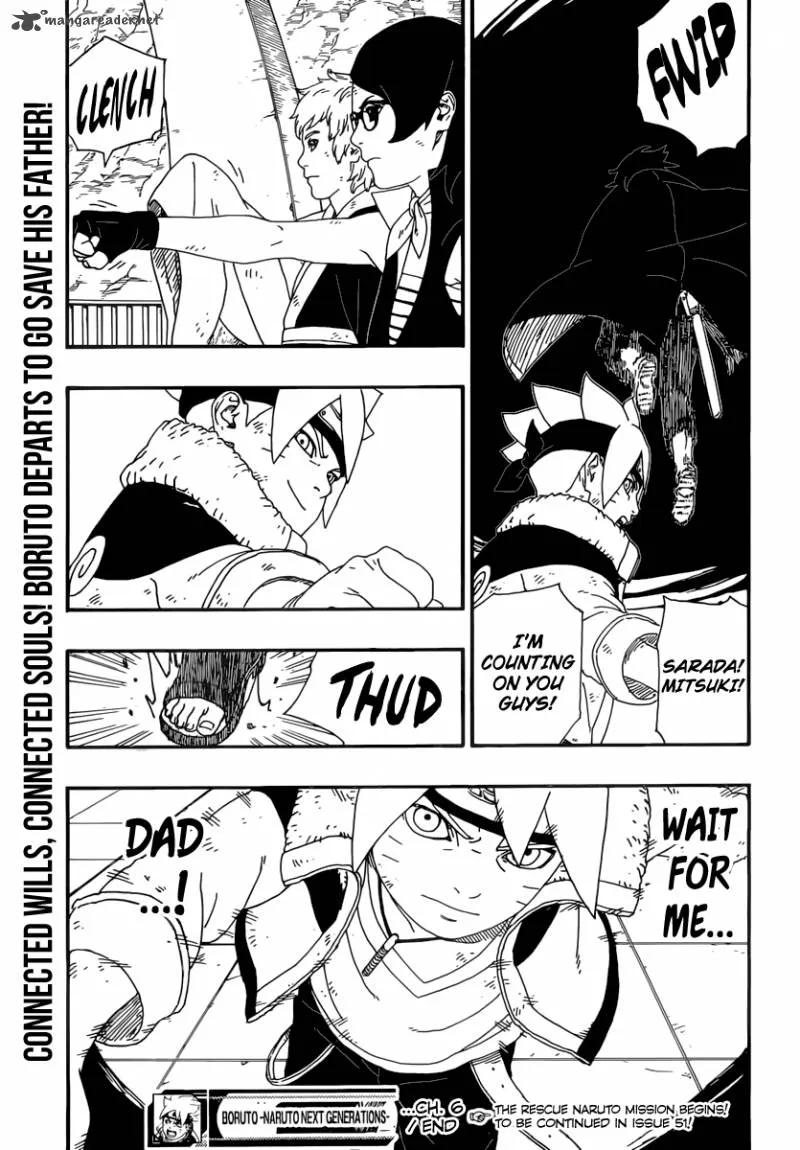 mangareader.net
FWIP
SARADA!
MITSUKI!
I'M
COUNTING
ON YOU
GUYS!
CLENCH
THUD
WAIT
FOR
ME...
DAD
...!
CONNECTED WILLS, CONNECTED SOULS! BORUTO DEPARTS TO GO SAVE HIS FATHER!
BORUTO -NARUTO NEXT GENERATIONS-
...CH. 6
/ END
THE RESCUE NARUTO MISSION BEGINS!
TO BE CONTINUED IN ISSUE 51!